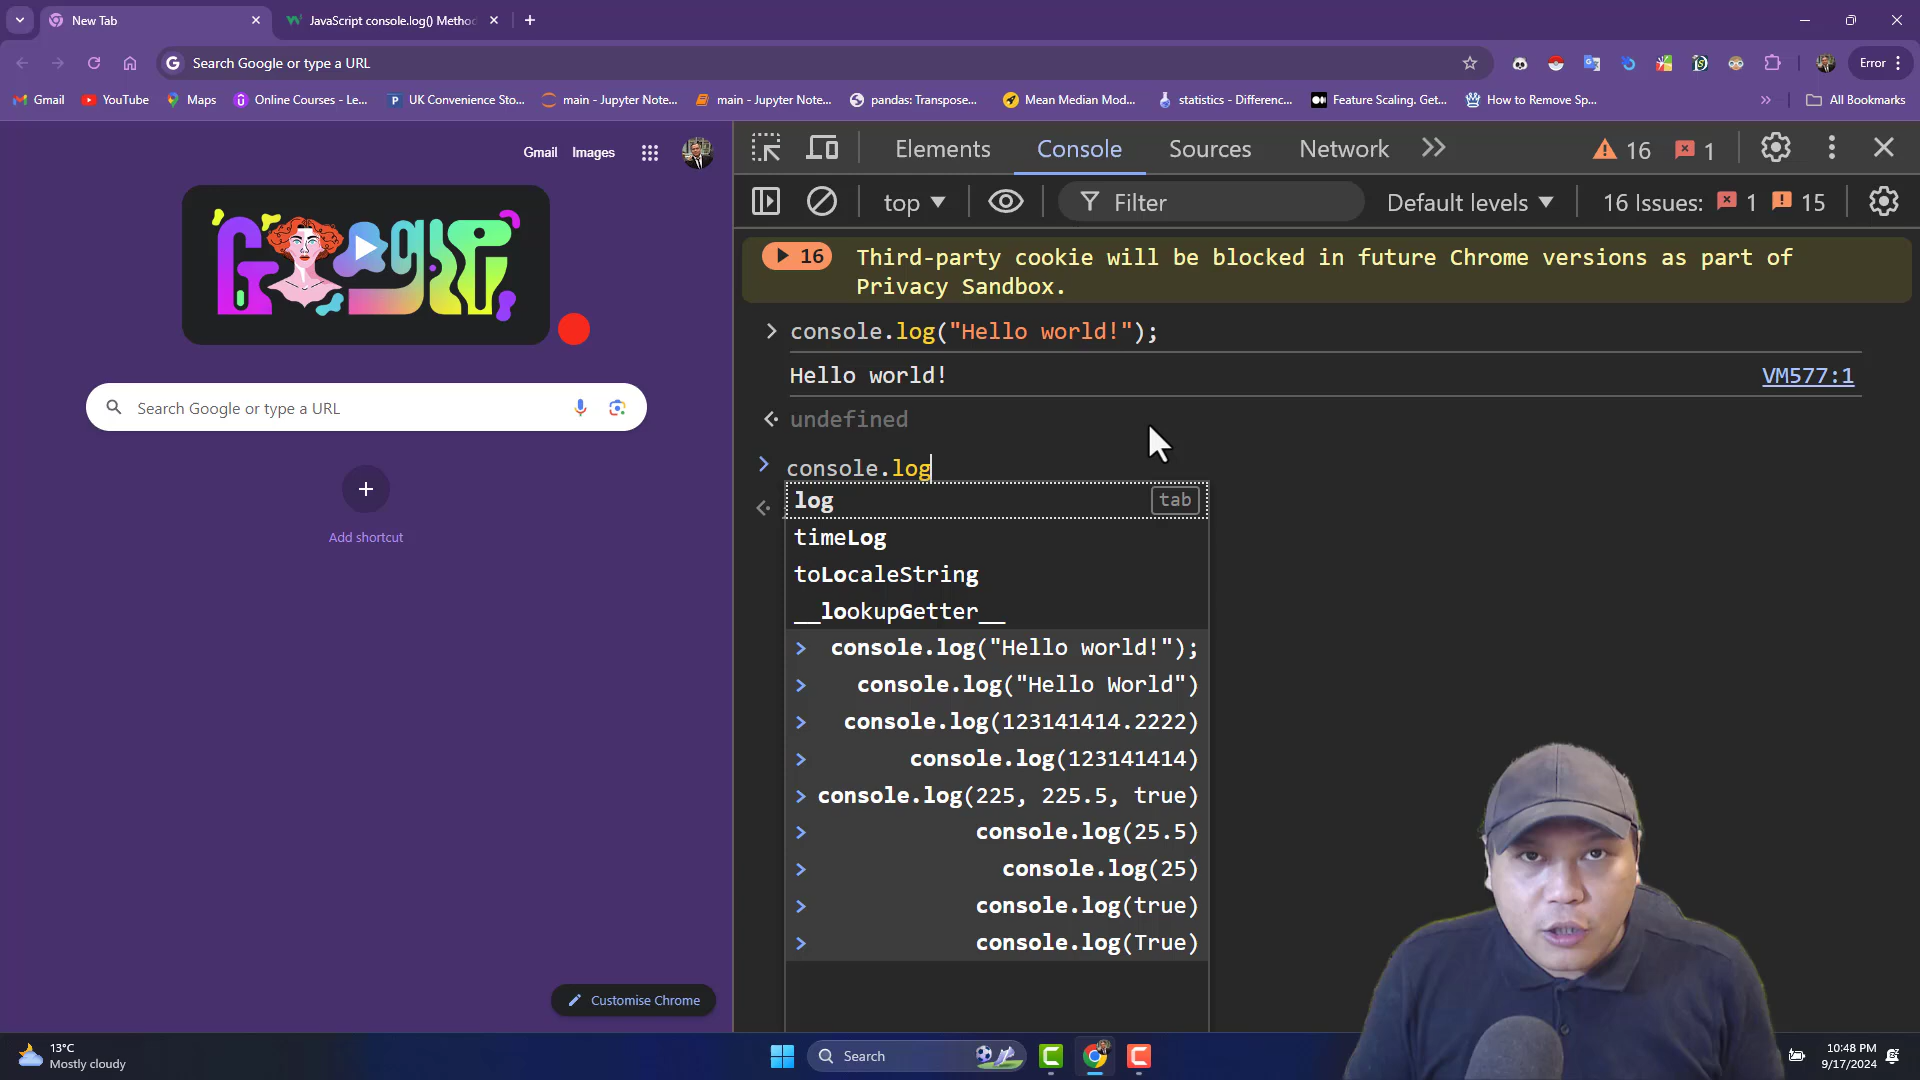 New Tab
JavaScript console.log() Metho
Search Google or type a URL
Error
Gmail
YouTube
Maps
Online Courses - Le...
UK Convenience Sto...
main - Jupyter Note...
main - Jupyter Note...
pandas: Transpose...
Mean Median Mod...
statistics - Differenc...
Feature Scaling. Get...
How to Remove Sp...
All Bookmarks
Gmail
Images
Google
Search Google or type a URL
Add shortcut
Customise Chrome
Elements
Console
Sources
Network
16
1
top
Filter
Default levels
16 Issues:
1
15
16
Third-party cookie will be blocked in future Chrome versions as part of
Privacy Sandbox.
console.log("Hello world!");
Hello world!
VM577:1
undefined
console.log
log
tab
timeLog
toLocaleString
__lookupGetter__
console.log("Hello world!");
console.log("Hello World")
console.log(123141414.2222)
console.log(123141414)
console.log(225, 225.5, true)
console.log(25.5)
console.log(25)
console.log(true)
console.log(True)
13°C
Mostly cloudy
Search
10:48 PM
9/17/2024